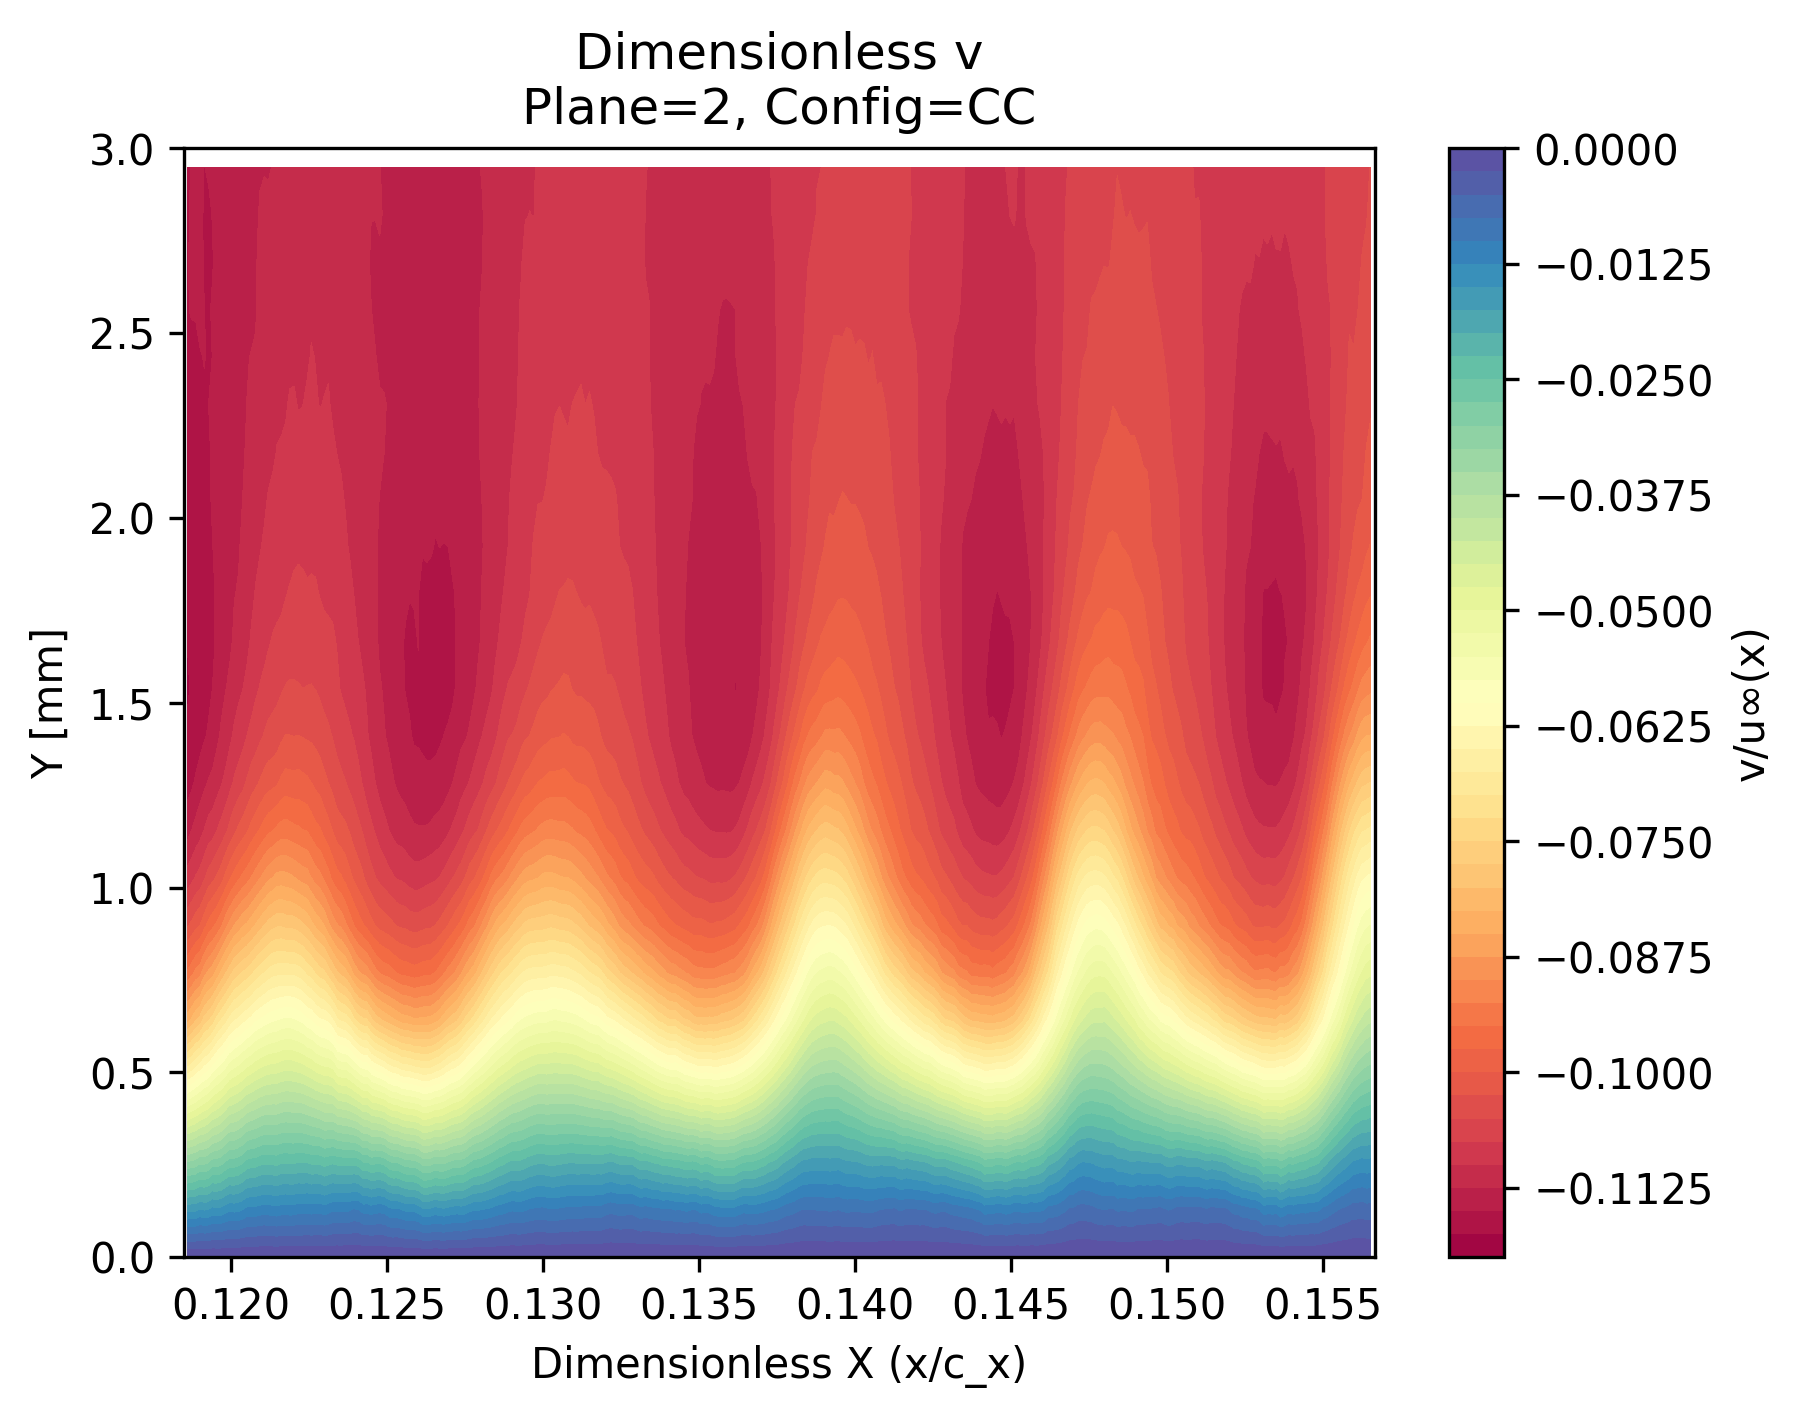 Dimensionless v
Plane=2, Config=CC
3.0
2.5
2.0
1.5
1.0
0.5
0.0
Y [mm]
0.120 0.125 0.130 0.135 0.140 0.145 0.150 0.155
Dimensionless X (x/c_x)
0.0000
−0.0125
−0.0250
−0.0375
−0.0500
−0.0625
−0.0750
−0.0875
−0.1000
−0.1125
v/u∞(x)